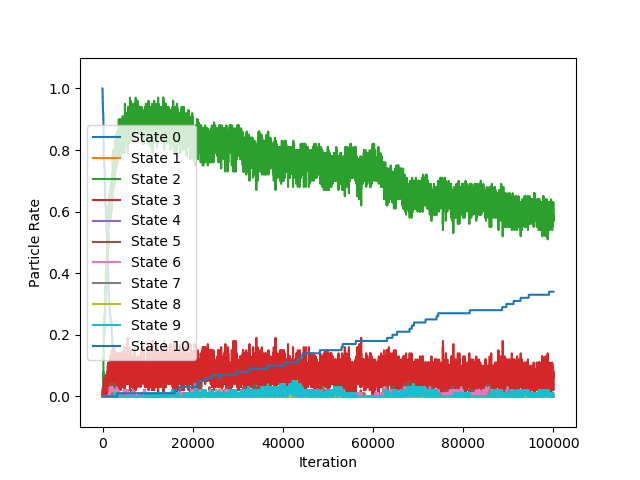 1.0
0.8
0.6
0.4
0.2
0.0
Particle Rate
State 0
State 1
State 2
State 3
State 4
State 5
State 6
State 7
State 8
State 9
State 10
0 20000 40000 60000 80000 100000
Iteration